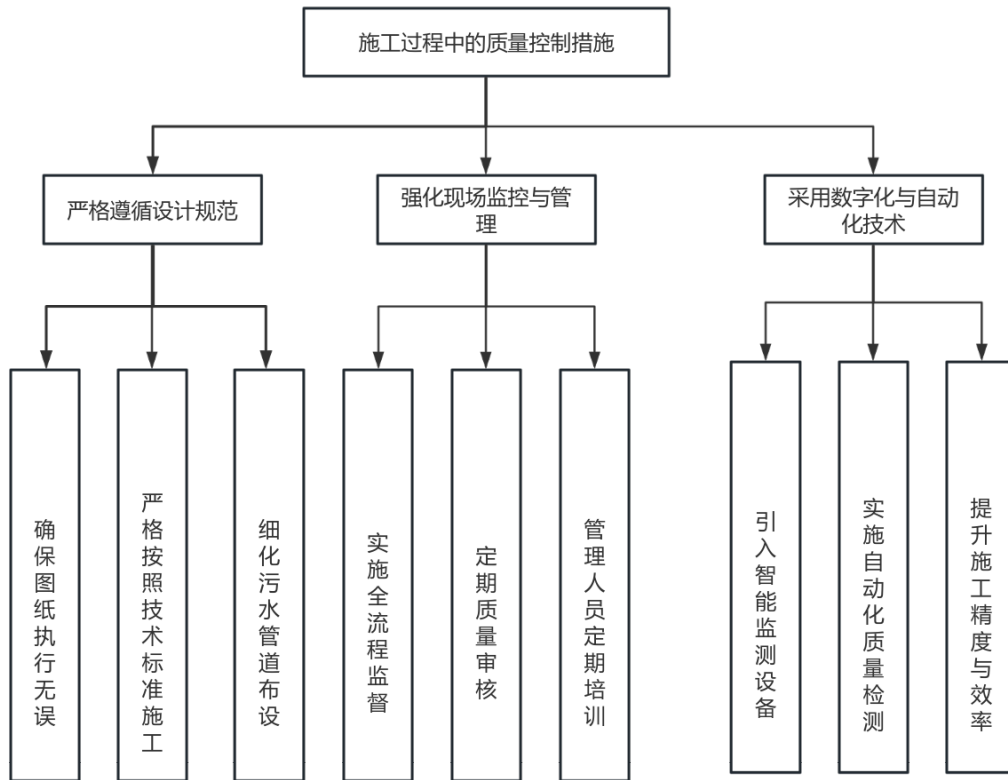 施工过程中的质量控制措施
严格遵循设计规范
强化现场监控与管
理
采用数字化与自动
化技术
确保图纸执行无误
严格按照技术标准施工
细化污水管道布设
实施全流程监督
定期质量审核
管理人员定期培训
引入智能监测设备
实施自动化质量检测
提升施工精度与效率